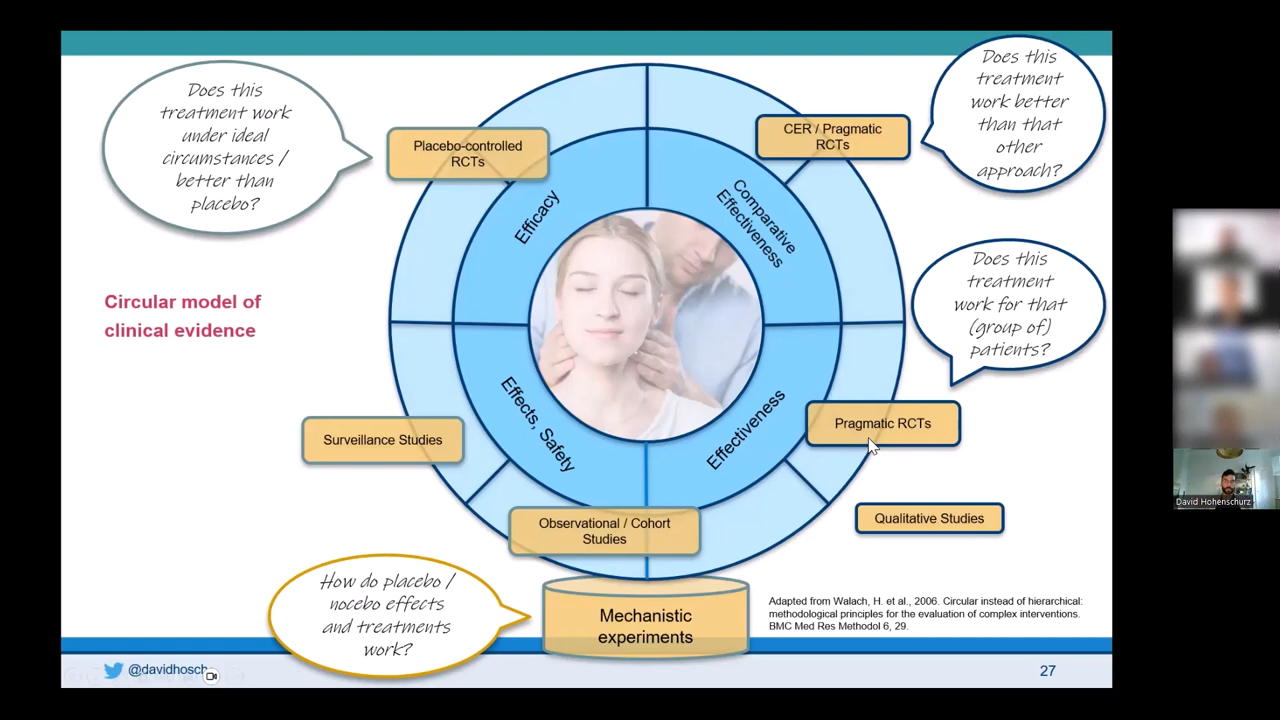 Does this
treatment work
under ideal
circumstances /
better than
placebo?
Placebo-controlled
RCTs
CER / Pragmatic
RCTs
Does this
treatment
work better
than that
other
approach?
Efficacy
Comparative
Effectiveness
Does this
treatment
work for that
(group of)
patients?
Circular model of
clinical evidence
Effects, Safety
Effectiveness
Surveillance Studies
Pragmatic RCTs
Observational / Cohort
Studies
Qualitative Studies
How do placebo /
nocebo effects
and treatments
work?
Mechanistic
experiments
Adapted from Walach, H. et al., 2006. Circular instead of hierarchical:
methodological principles for the evaluation of complex interventions.
BMC Med Res Methodol 6, 29.
@davidhosch
27
David Hohenschurz